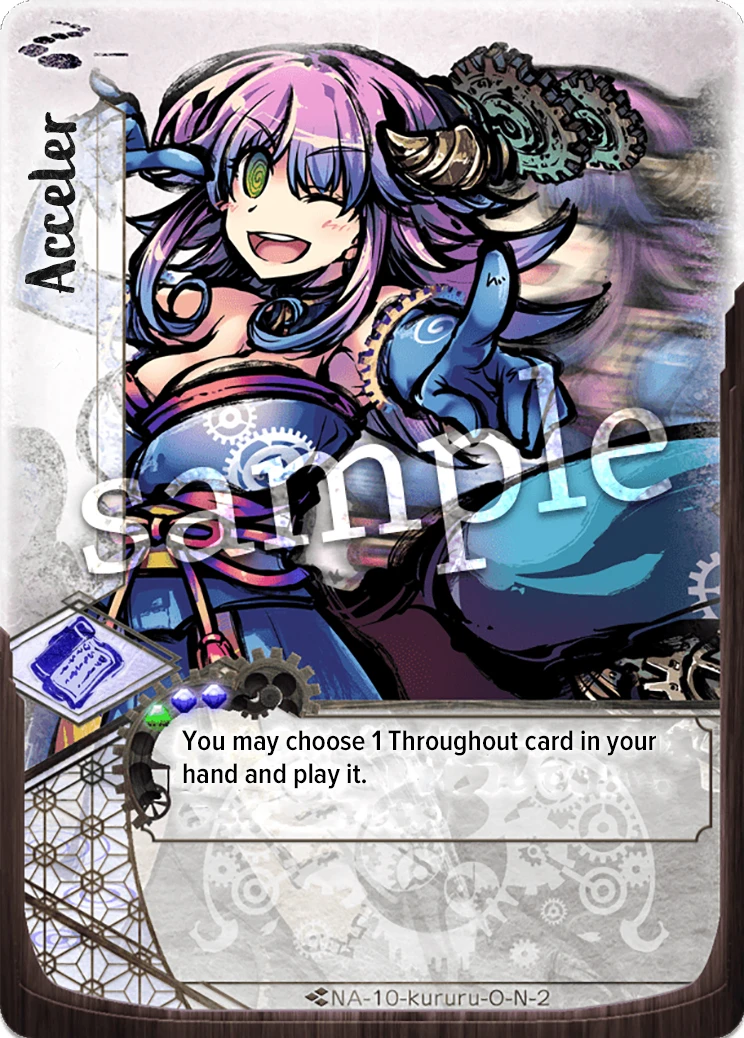 Acceler
sample
You may choose 1 Throughout card in your
hand and play it.
NA-10-kururu-O-N-2